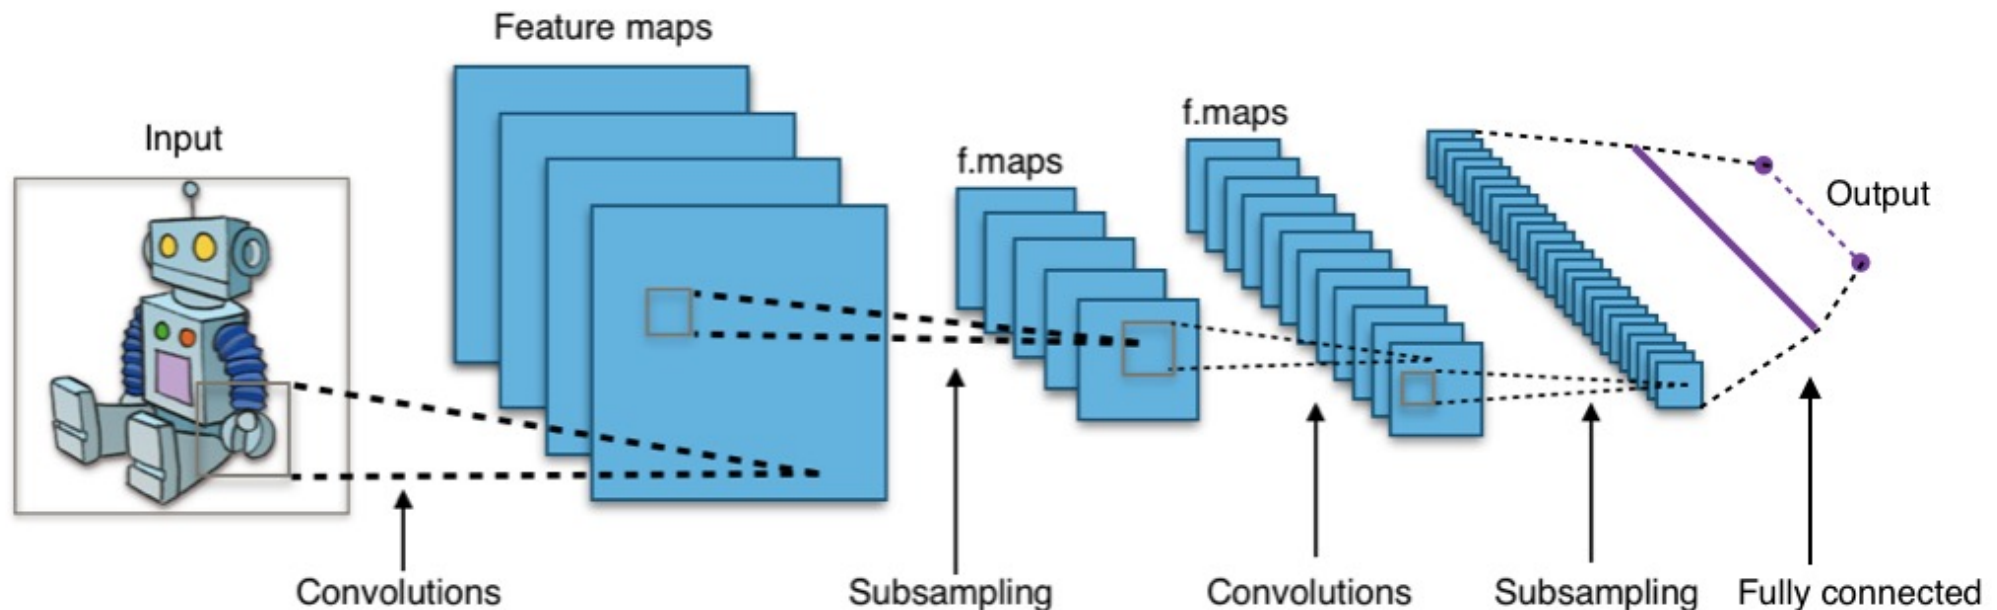 Feature maps
Input
f.maps
f.maps
Output
Convolutions
Subsampling
Convolutions
Subsampling
Fully connected